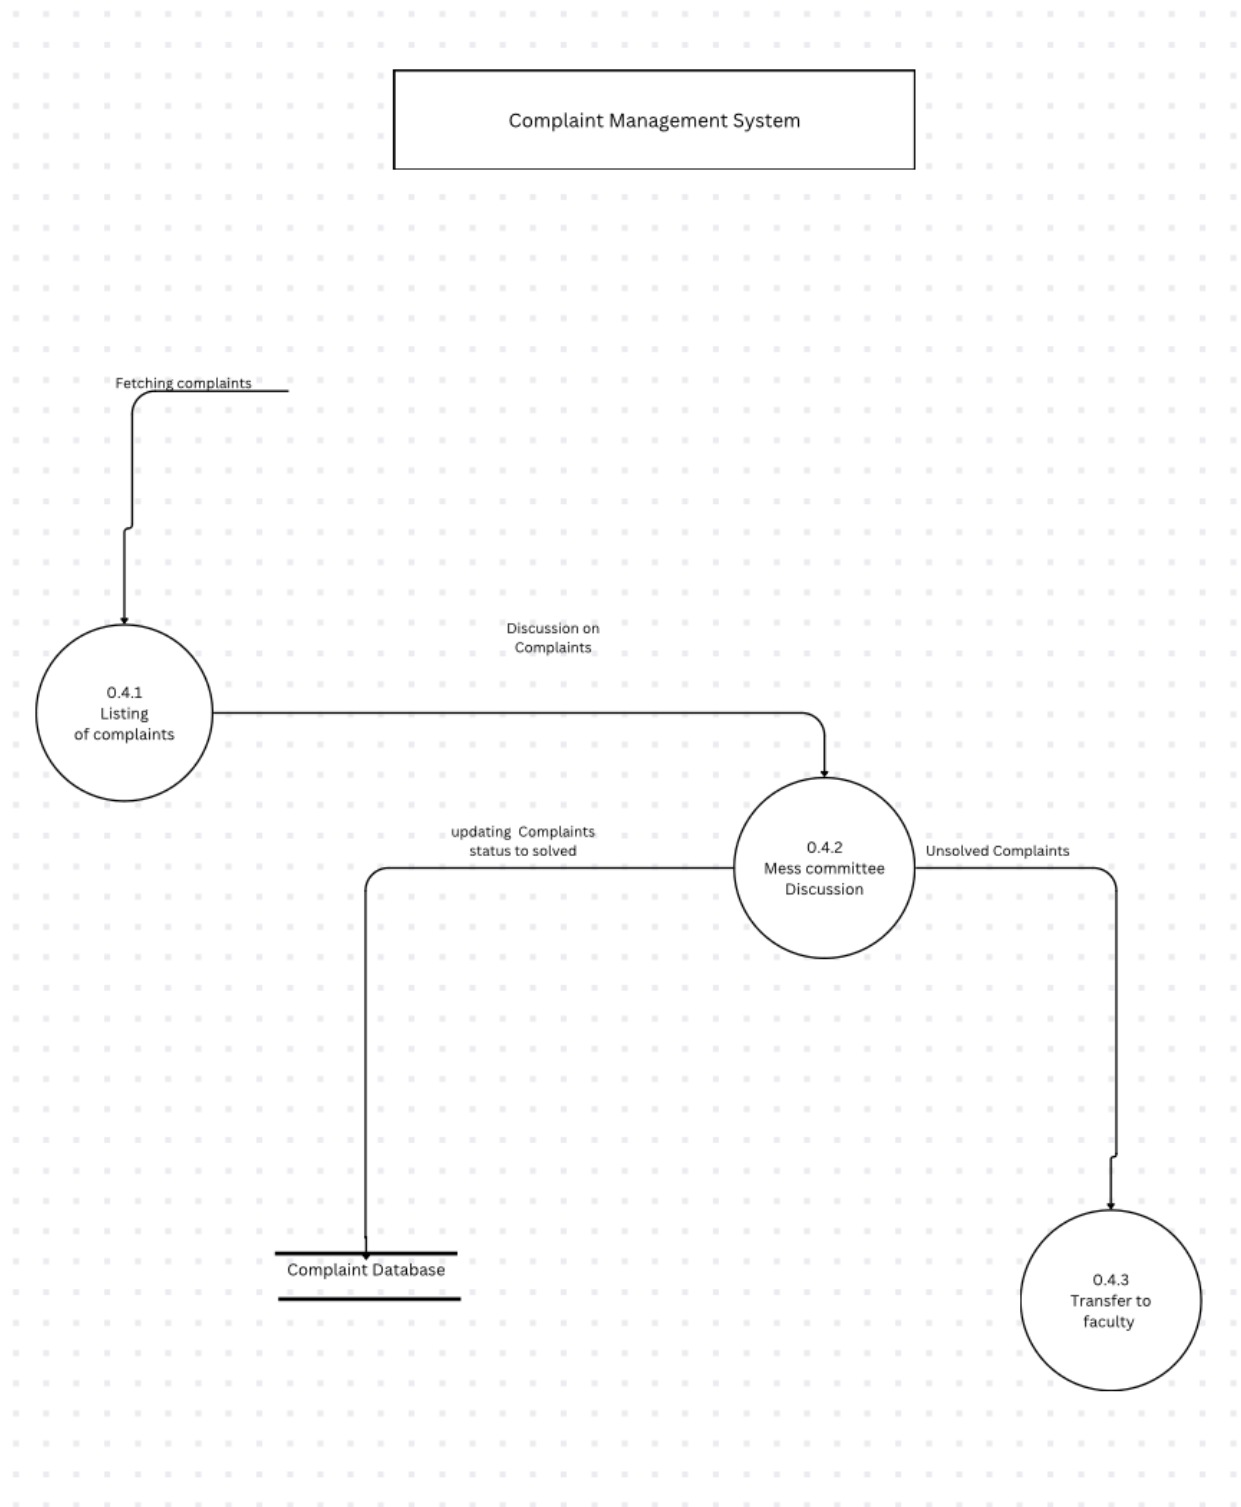 Complaint Management System
Fetching complaints
Discussion on
Complaints
0.4.1
Listing
of complaints
updating  Complaints
status to solved
0.4.2
Mess committee
Discussion
Unsolved Complaints
Complaint Database
0.4.3
Transfer to
faculty